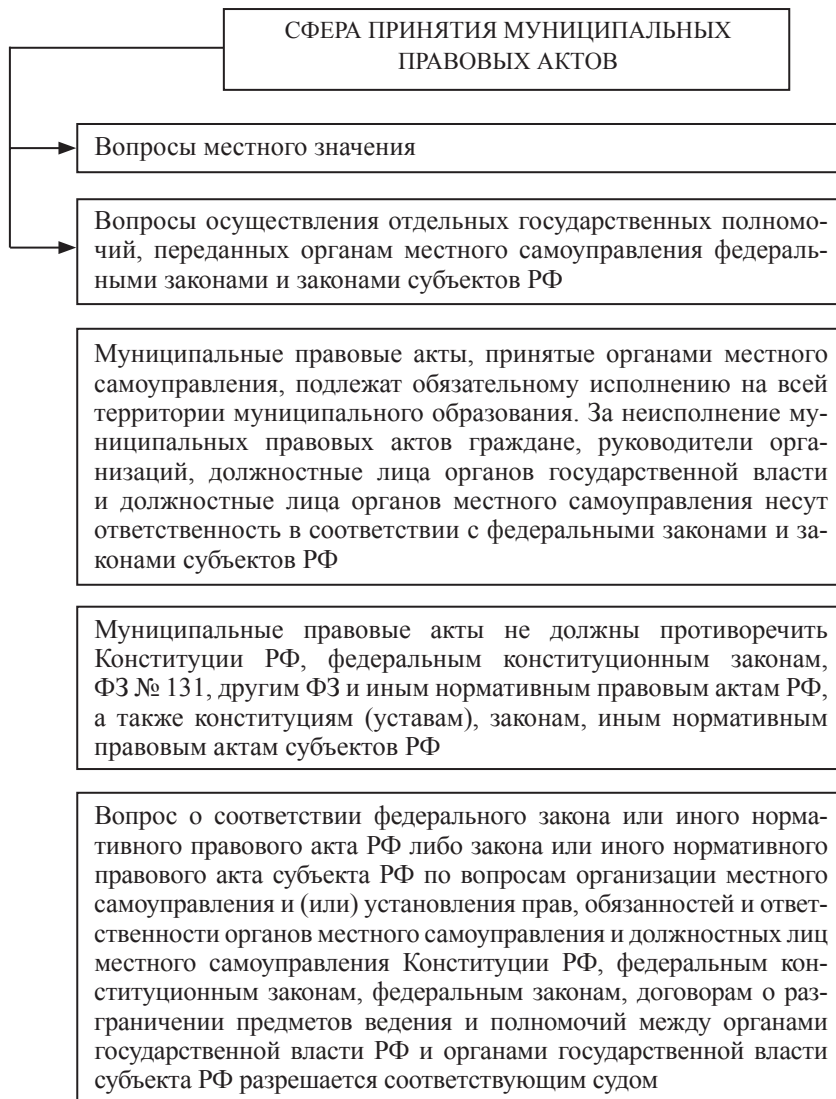 СФЕРА ПРИНЯТИЯ МУНИЦИПАЛЬНЫХ
ПРАВОВЫХ АКТОВ
Вопросы местного значения
Вопросы осуществления отдельных государственных полномо-
чий, переданных органам местного самоуправления федераль-
ными законами и законами субъектов РФ
Муниципальные правовые акты, принятые органами местного
самоуправления, подлежат обязательному исполнению на всей
территории муниципального образования. За неисполнение му-
ниципальных правовых актов граждане, руководители орга-
низаций, должностные лица органов государственной власти
и должностные лица органов местного самоуправления несут
ответственность в соответствии с федеральными законами и за-
конами субъектов РФ
Муниципальные правовые акты не должны противоречить
Конституции РФ, федеральным конституционным законам,
ФЗ № 131, другим ФЗ и иным нормативным правовым актам РФ,
а также конституциям (уставам), законам, иным нормативным
правовым актам субъектов РФ
Вопрос о соответствии федерального закона или иного норма-
тивного правового акта РФ либо закона или иного нормативного
правового акта субъекта РФ по вопросам организации местного
самоуправления и (или) установления прав, обязанностей и ответ-
ственности органов местного самоуправления и должностных лиц
местного самоуправления Конституции РФ, федеральным кон-
ституционным законам, федеральным законам, договорам о раз-
граничении предметов ведения и полномочий между органами
государственной власти РФ и органами государственной власти
субъекта РФ разрешается соответствующим судом